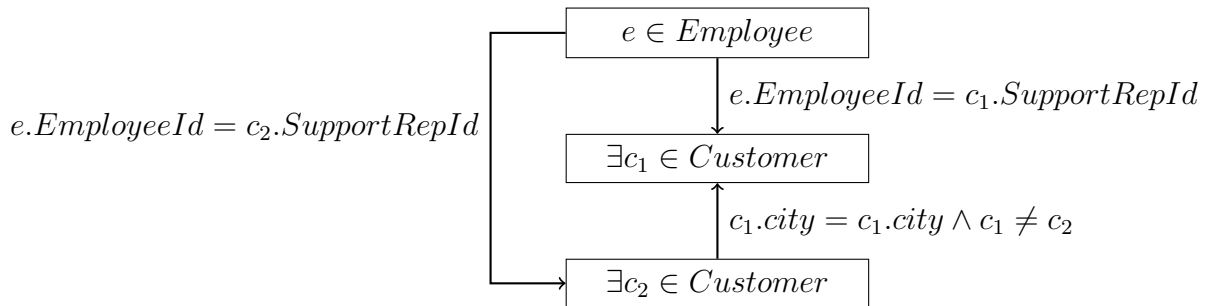 e ∈ Employee
e.EmployeeId = c₁.SupportRepId
e.EmployeeId = c₂.SupportRepId
∃c₁ ∈ Customer
c₁.city = c₁.city ∧ c₁ ≠ c₂
∃c₂ ∈ Customer